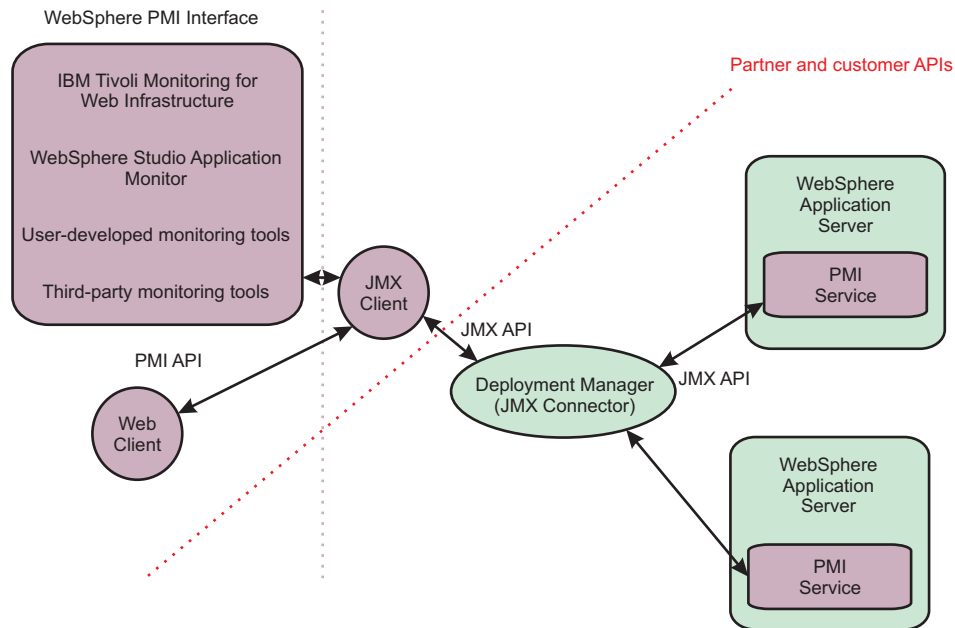 WebSphere PMI Interface
IBM Tivoli Monitoring for
Web Infrastructure
WebSphere Studio Application
Monitor
User-developed monitoring tools
Third-party monitoring tools
Partner and customer APIs
WebSphere
Application
Server
PMI
Service
JMX
Client
JMX API
PMI API
Deployment Manager
(JMX Connector)
JMX API
Web
Client
WebSphere
Application
Server
PMI
Service